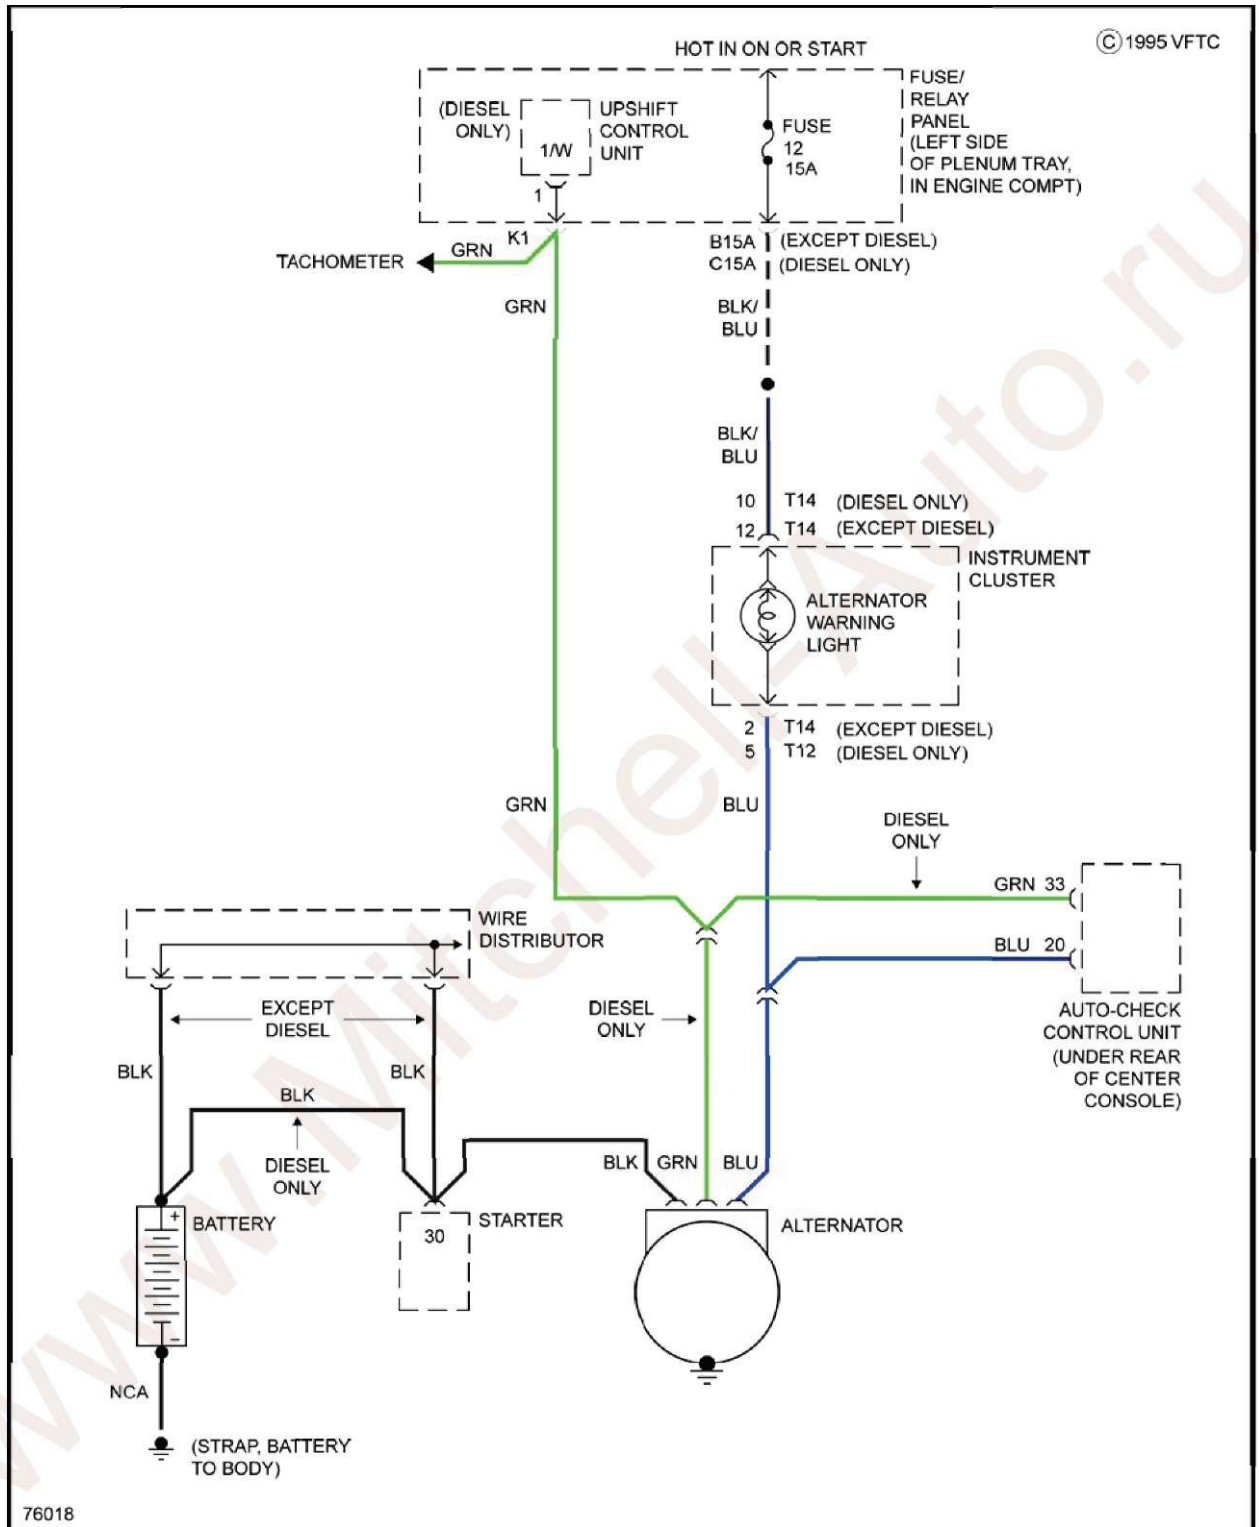 HOT IN ON OR START
© 1995 VFTC
(DIESEL
ONLY)
1/W
UPSHIFT
CONTROL
UNIT
1
FUSE
12
15A
FUSE/
RELAY
PANEL
(LEFT SIDE
OF PLENUM TRAY,
IN ENGINE COMPT)
K1
TACHOMETER
GRN
GRN
B15A (EXCEPT DIESEL)
C15A (DIESEL ONLY)
BLK/
BLU
BLK/
BLU
10 T14 (DIESEL ONLY)
12 T14 (EXCEPT DIESEL)
INSTRUMENT
CLUSTER
ALTERNATOR
WARNING
LIGHT
2 T14 (EXCEPT DIESEL)
5 T12 (DIESEL ONLY)
GRN
BLU
DIESEL
ONLY
GRN 33
BLU 20
AUTO-CHECK
CONTROL UNIT
(UNDER REAR
OF CENTER
CONSOLE)
WIRE
DISTRIBUTOR
EXCEPT
DIESEL
DIESEL
ONLY
BLK
BLK
BLK
DIESEL
ONLY
BLK
GRN
BLU
+
BATTERY
-
30
STARTER
ALTERNATOR
NCA
(STRAP, BATTERY
TO BODY)
76018
www.Mitchell-Auto.ru